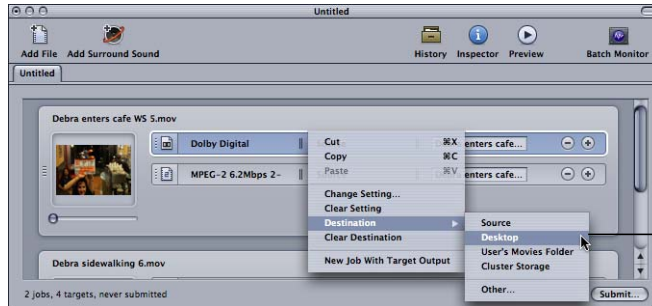 Untitled
Add File Add Surround Sound History Inspector Preview Batch Monitor
Untitled
Debra enters cafe WS 5.mov
Dolby Digital enters cafe...
MPEG-2 6.2Mbps 2- enters cafe...
Cut ⌘X
Copy ⌘C
Paste ⌘V
Change Setting...
Clear Setting
Destination
Clear Destination
New Job With Target Output
Source
Desktop
User's Movies Folder
Cluster Storage
Other...
Debra sidewalking 6.mov
2 jobs, 4 targets, never submitted Submit...